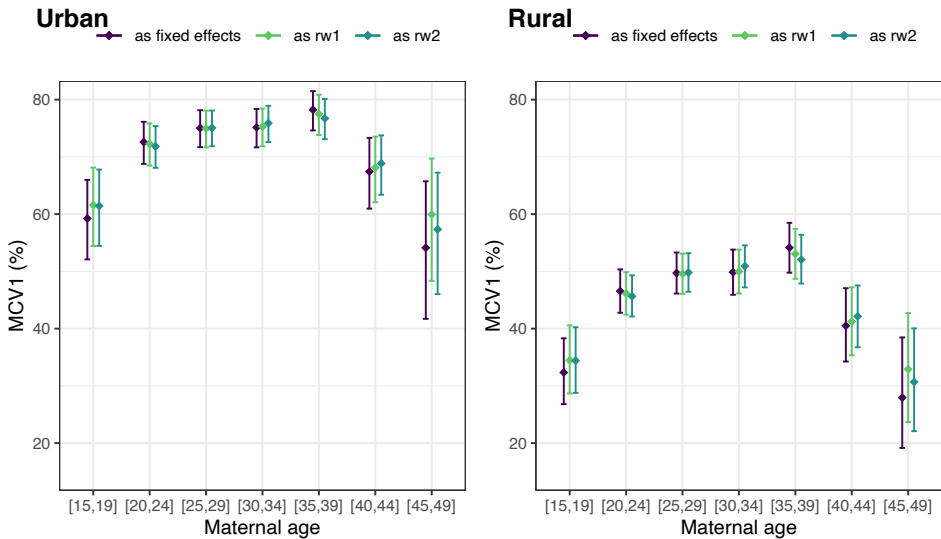 Urban
as fixed effects as rw1 as rw2
MCV1 (%)
80
60
40
20
[15,19] [20,24] [25,29] [30,34] [35,39] [40,44] [45,49]
Maternal age
Rural
as fixed effects as rw1 as rw2
MCV1 (%)
80
60
40
20
[15,19] [20,24] [25,29] [30,34] [35,39] [40,44] [45,49]
Maternal age